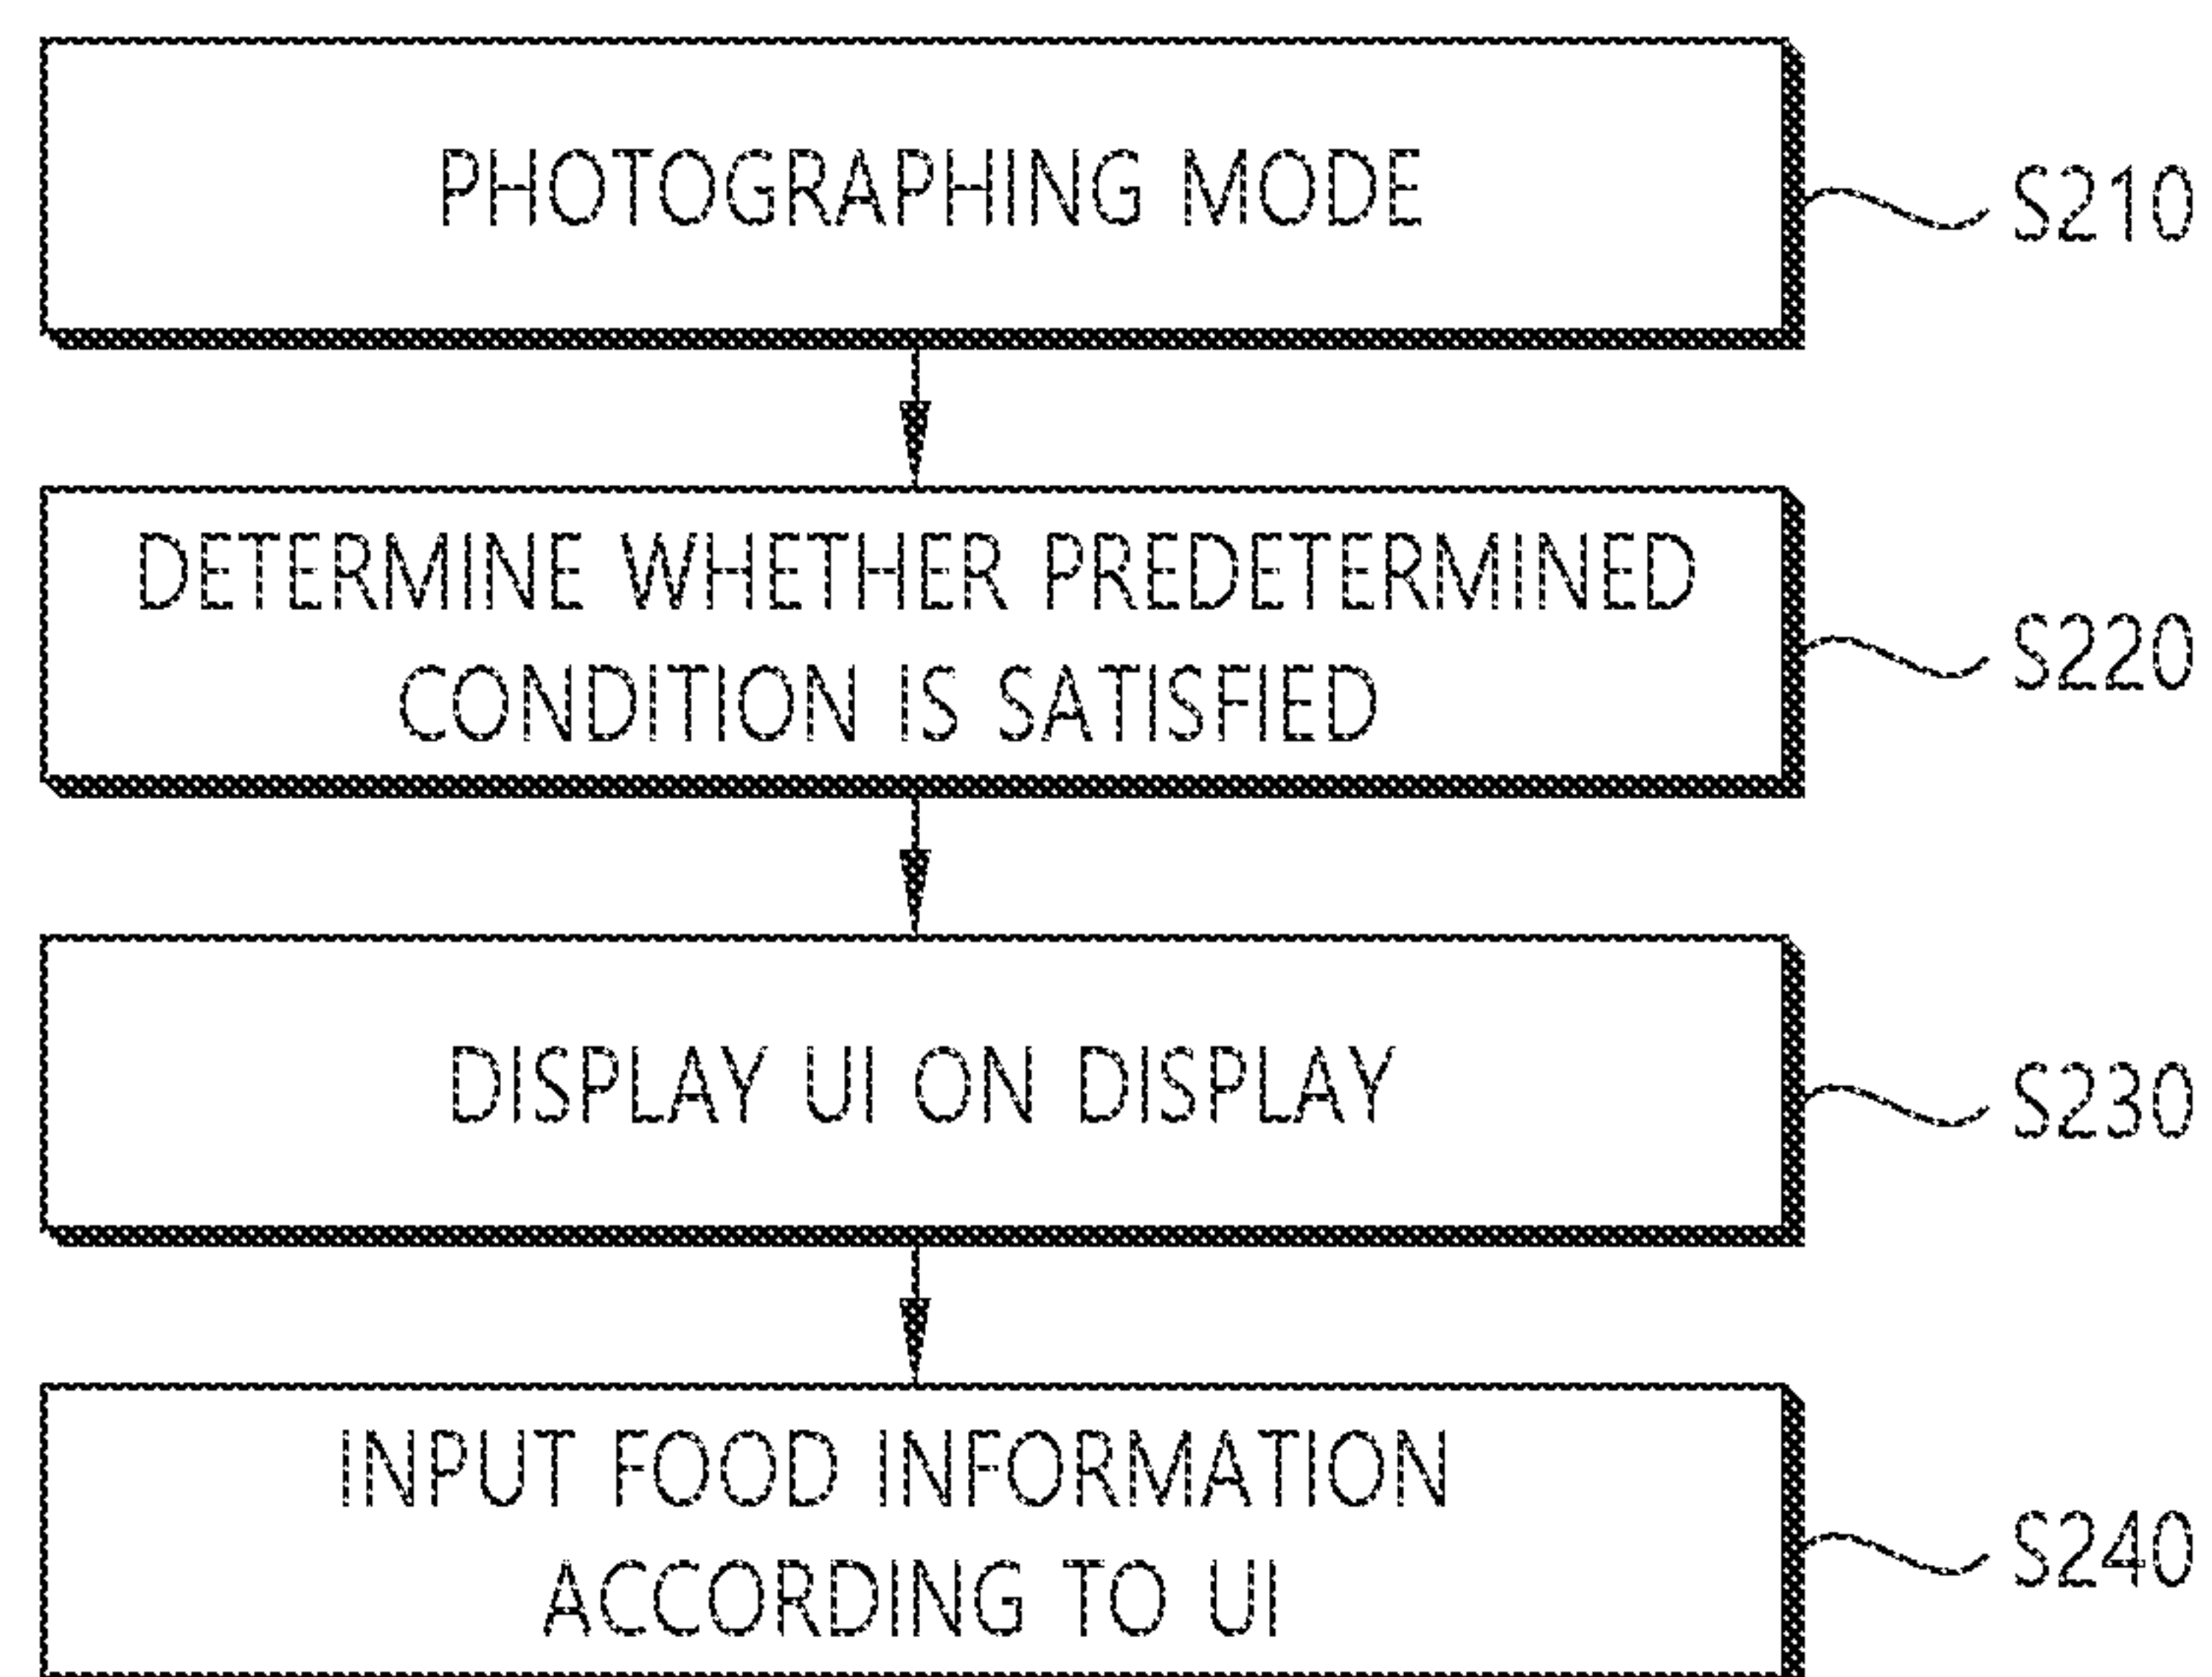 PHOTOGRAPHING MODE
S210
DETERMINE WHETHER PREDETERMINED
CONDITION IS SATISFIED
S220
DISPLAY UI ON DISPLAY
S230
INPUT FOOD INFORMATION
ACCORDING TO UI
S240